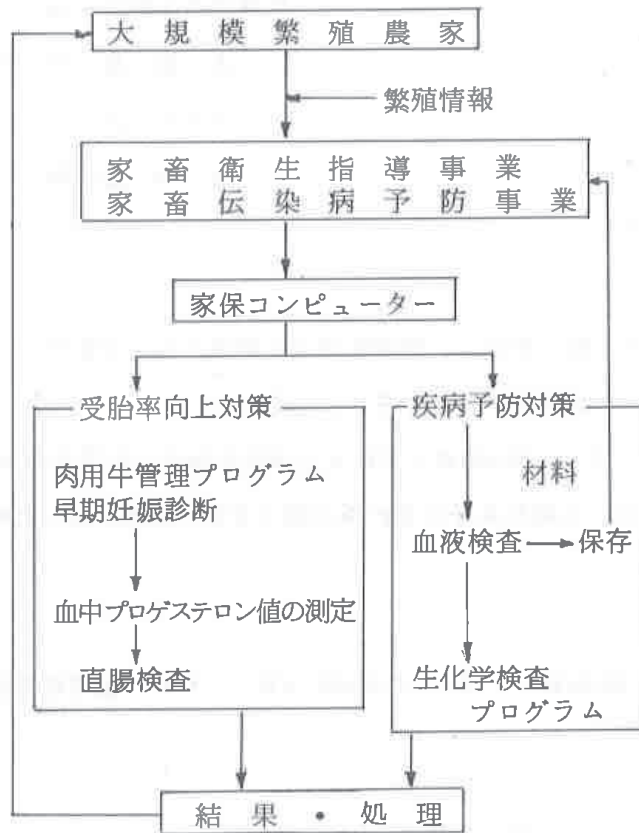 大規模繁殖農家
繁殖情報
家畜衛生指導事業
家畜伝染病予防事業
家保コンピューター
受胎率向上対策
肉用牛管理プログラム
早期妊娠診断
血中プロゲステロン値の測定
直腸検査
疾病予防対策
材料
血液検査
保存
生化学検査
プログラム
結果・処理